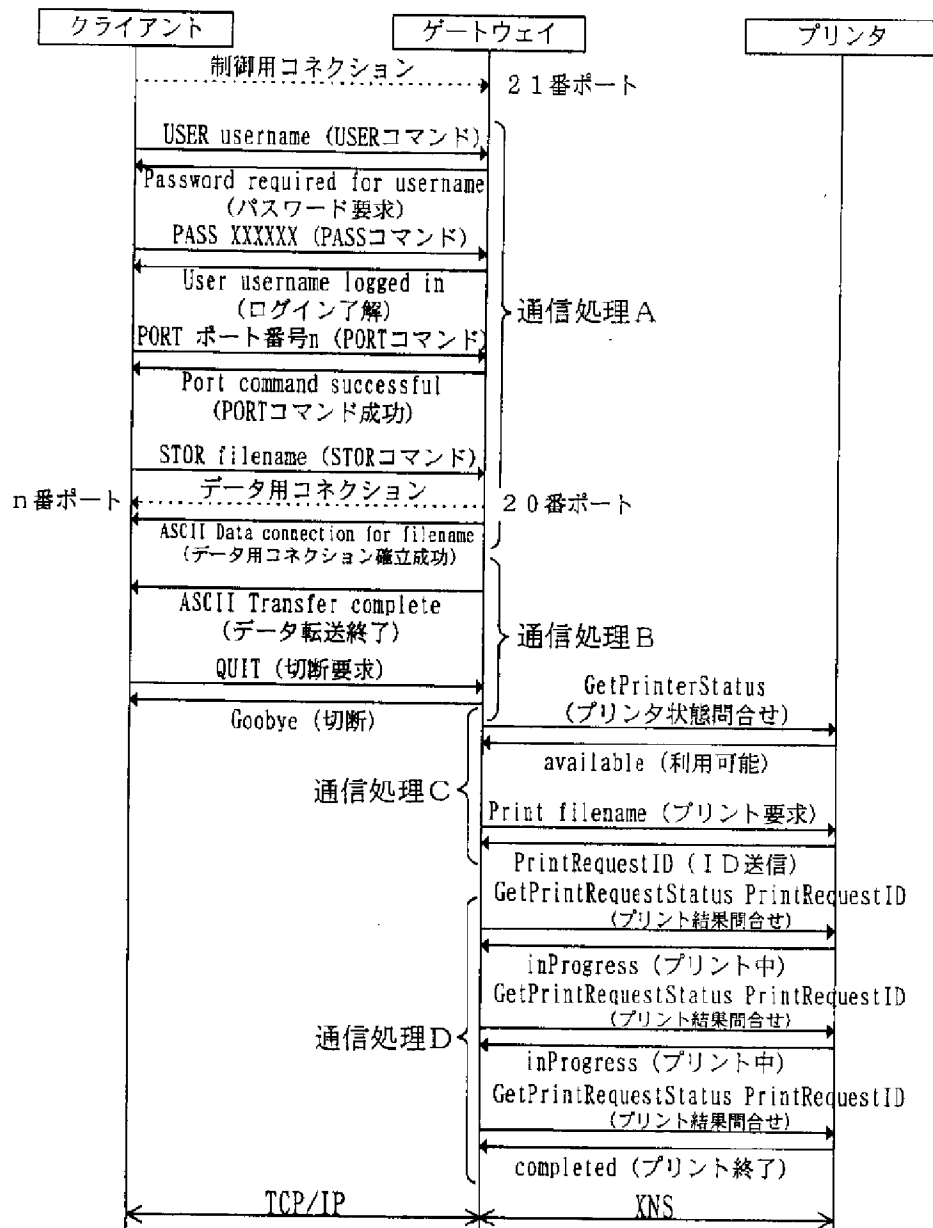 クライアント
ゲートウェイ
プリンタ
制御用コネクション
21番ポート
USER username (USERコマンド)
Password required for username
(パスワード要求)
PASS XXXXXX (PASSコマンド)
User username logged in
(ログイン了解)
通信処理A
PORT ポート番号n (PORTコマンド)
Port command successful
(PORTコマンド成功)
STOR filename (STORコマンド)
データ用コネクション
n番ポート
20番ポート
ASCII Data connection for filename
(データ用コネクション確立成功)
ASCII Transfer complete
(データ転送終了)
通信処理B
QUIT (切断要求)
GetPrinterStatus
(プリンタ状態問合せ)
Goobye (切断)
available (利用可能)
通信処理C
Print filename (プリント要求)
PrintRequestID (ID送信)
GetPrintRequestStatus PrintRequestID
(プリント結果問合せ)
inProgress (プリント中)
GetPrintRequestStatus PrintRequestID
(プリント結果問合せ)
通信処理D
inProgress (プリント中)
GetPrintRequestStatus PrintRequestID
(プリント結果問合せ)
completed (プリント終了)
TCP/IP
XNS